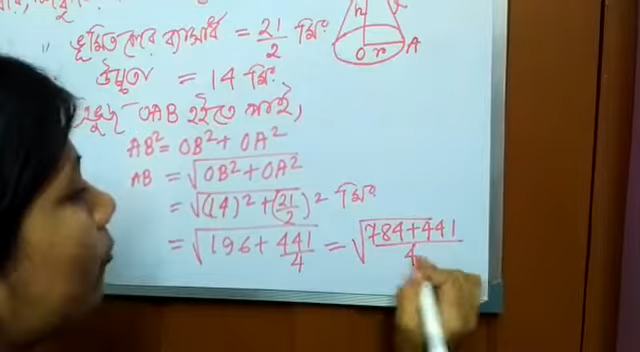 ভূমিতলের ব্যাসার্ধ = 21/2 মিঃ
উচ্চতা = 14 মিঃ
OAB হইতে পাই,
AB² = OB² + OA²
AB = √OB² + OA²
= √(14)² + (21/2)² মিঃ
= √196 + 441/4 = √784+441/4
h
O r A